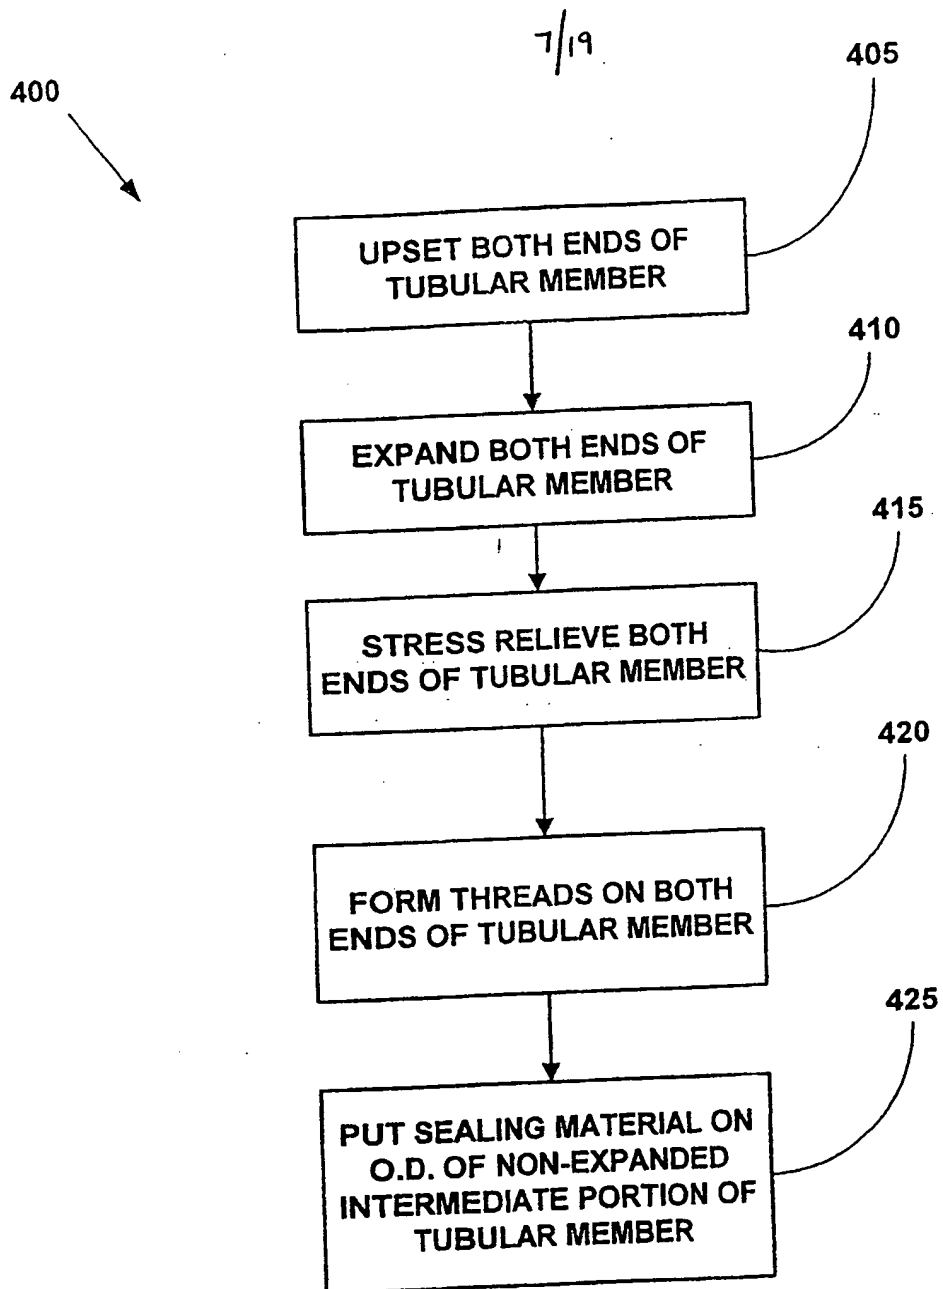 7/19
400
405
UPSET BOTH ENDS OF
TUBULAR MEMBER
410
EXPAND BOTH ENDS OF
TUBULAR MEMBER
415
STRESS RELIEVE BOTH
ENDS OF TUBULAR MEMBER
420
FORM THREADS ON BOTH
ENDS OF TUBULAR MEMBER
425
PUT SEALING MATERIAL ON
O.D. OF NON-EXPANDED
INTERMEDIATE PORTION OF
TUBULAR MEMBER